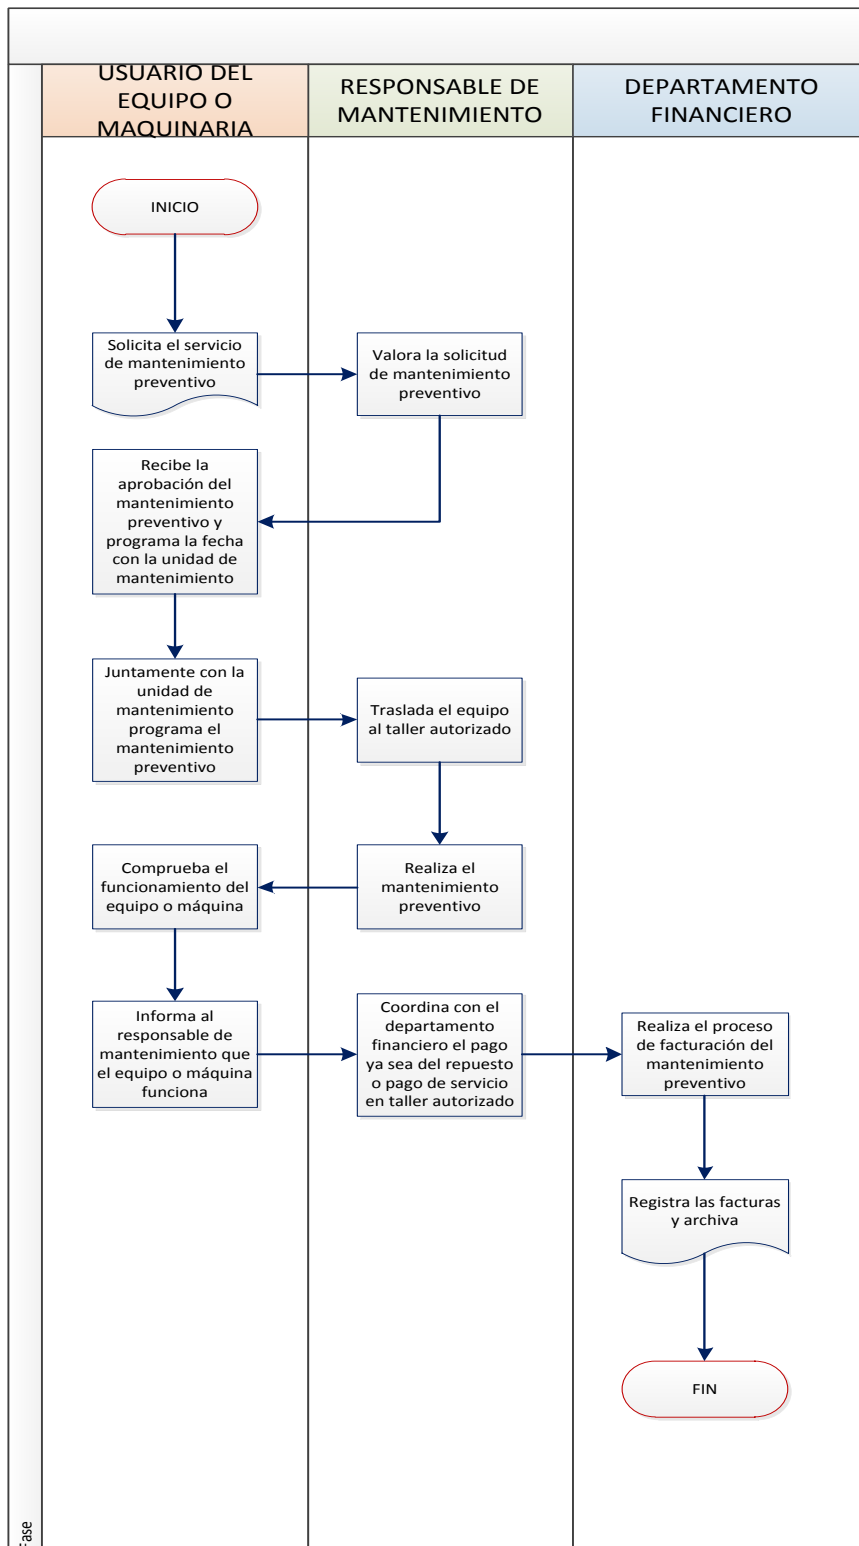 USUARIO DEL
EQUIPO O
MAQUINARIA
RESPONSABLE DE
MANTENIMIENTO
DEPARTAMENTO
FINANCIERO
INICIO
Solicita el servicio
de mantenimiento
preventivo
Valora la solicitud
de mantenimiento
preventivo
Recibe la
aprobación del
mantenimiento
preventivo y
programa la fecha
con la unidad de
mantenimiento
Juntamente con la
unidad de
mantenimiento
programa el
mantenimiento
preventivo
Traslada el equipo
al taller autorizado
Realiza el
mantenimiento
preventivo
Comprueba el
funcionamiento del
equipo o máquina
Informa al
responsable de
mantenimiento que
el equipo o máquina
funciona
Coordina con el
departamento
financiero el pago
ya sea del repuesto
o pago de servicio
en taller autorizado
Realiza el proceso
de facturación del
mantenimiento
preventivo
Registra las facturas
y archiva
FIN
Fase